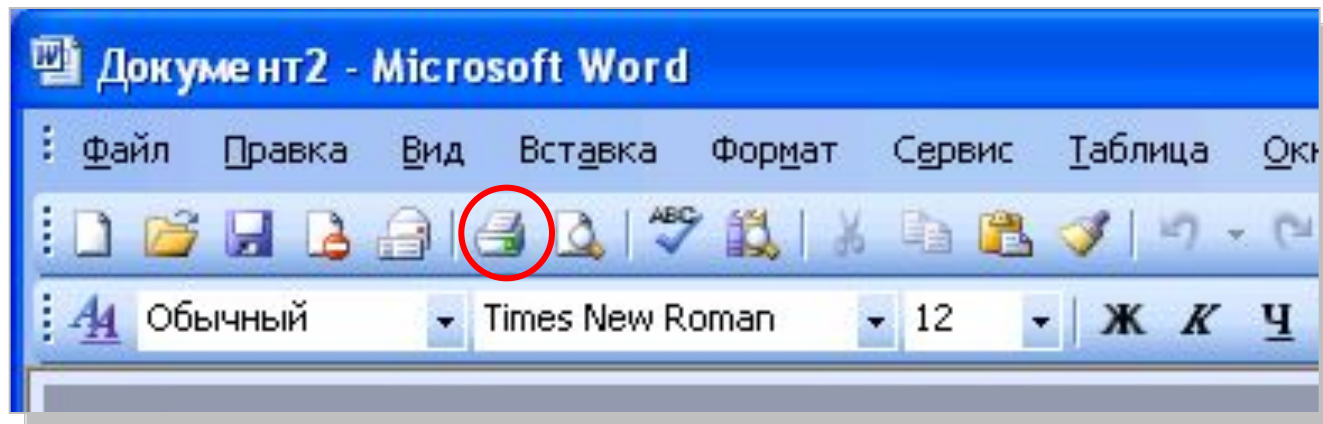 Документ2 - Microsoft Word
Файл Правка Вид Вставка Формат Сервис Таблица
ABC
Обычный Times New Roman 12 Ж К Ч